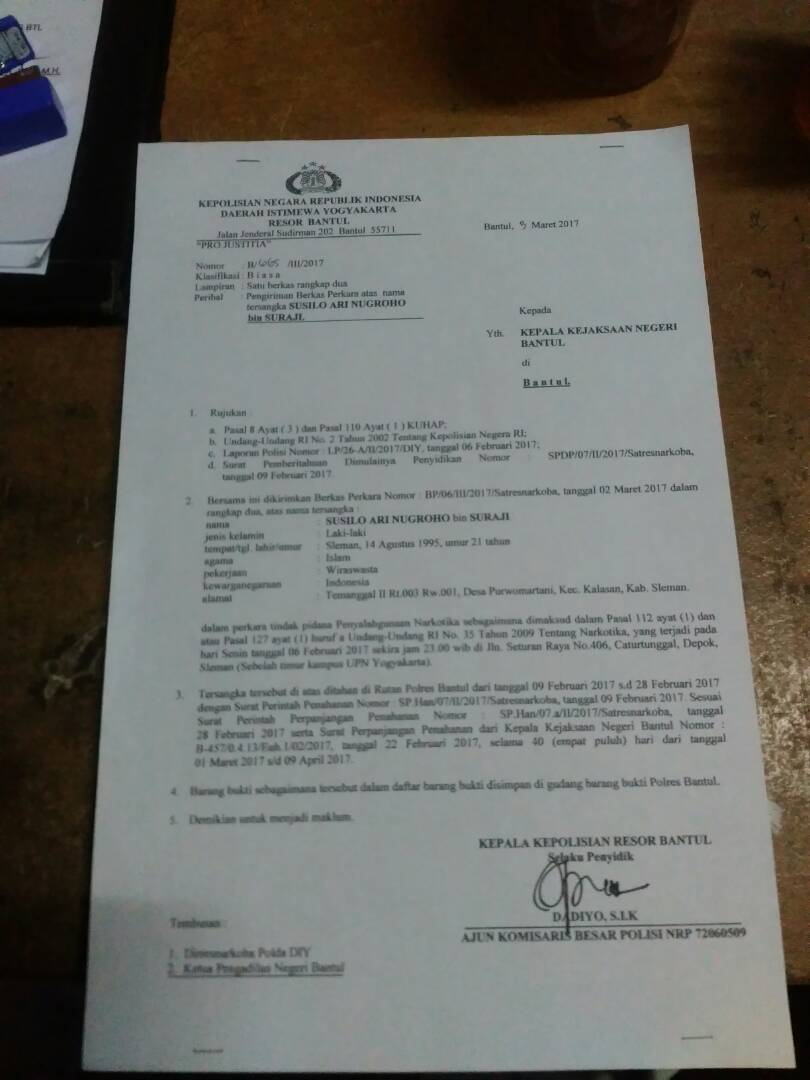 BTL
M.H.
KEPOLISIAN NEGARA REPUBLIK INDONESIA
DAERAH ISTIMEWA YOGYAKARTA
RESOR BANTUL
Jalan Jenderal Sudirman 202 Bantul 55711
"PRO JUSTITIA"
Bantul, Maret 2017
Nomor : B/665 /III/2017
Klasifikasi : B i a s a
Lampiran : Satu berkas rangkap dua
Perihal : Pengiriman Berkas Perkara atas nama
tersangka SUSILO ARI NUGROHO
bin SURAJI.
Kepada
Yth. KEPALA KEJAKSAAN NEGERI
BANTUL
di
B a n t u l.
1. Rujukan :
a. Pasal 8 Ayat ( 3 ) dan Pasal 110 Ayat ( 1 ) KUHAP;
b. Undang-Undang RI No. 2 Tahun 2002 Tentang Kepolisian Negera RI;
c. Laporan Polisi Nomor : LP/26-A/II/2017/DIY, tanggal 06 Februari 2017;
d. Surat Pemberitahuan Dimulainya Penyidikan Nomor : SPDP/07/II/2017/Satresnarkoba,
tanggal 09 Februari 2017.
2. Bersama ini dikirimkan Berkas Perkara Nomor : BP/06/III/2017/Satresnarkoba, tanggal 02 Maret 2017 dalam
rangkap dua, atas nama tersangka :
nama : SUSILO ARI NUGROHO bin SURAJI
jenis kelamin : Laki-laki
tempat/tgl. lahir/umur : Sleman, 14 Agustus 1995, umur 21 tahun
agama : Islam
pekerjaan : Wiraswasta
kewarganegaraan : Indonesia
alamat : Temanggal II Rt.003 Rw.001, Desa Purwomartani, Kec. Kalasan, Kab. Sleman.
dalam perkara tindak pidana Penyalahgunaan Narkotika sebagaimana dimaksud dalam Pasal 112 ayat (1) dan
atau Pasal 127 ayat (1) huruf a Undang-Undang RI No. 35 Tahun 2009 Tentang Narkotika, yang terjadi pada
hari Senin tanggal 06 Februari 2017 sekira jam 23.00 wib di Jln. Seturan Raya No.406, Caturtunggal, Depok,
Sleman (Sebelah timur kampus UPN Yogyakarta).
3. Tersangka tersebut di atas ditahan di Rutan Polres Bantul dari tanggal 09 Februari 2017 s.d 28 Februari 2017
dengan Surat Perintah Penahanan Nomor : SP.Han/07/II/2017/Satresnarkoba, tanggal 09 Februari 2017. Sesuai
Surat Perintah Perpanjangan Penahanan Nomor : SP.Han/07.a/II/2017/Satresnarkoba, tanggal
28 Februari 2017 serta Surat Perpanjangan Penahanan dari Kepala Kejaksaan Negeri Bantul Nomor :
B-457/0.4.13/Euh.1/02/2017, tanggal 22 Februari 2017, selama 40 (empat puluh) hari dari tanggal
01 Maret 2017 s/d 09 April 2017.
4. Barang bukti sebagaimana tersebut dalam daftar barang bukti disimpan di gudang barang bukti Polres Bantul.
5. Demikian untuk menjadi maklum.
KEPALA KEPOLISIAN RESOR BANTUL
Selaku Penyidik
DADIYO, S.I.K
AJUN KOMISARIS BESAR POLISI NRP 72060509
Tembusan :
1. Dirresnarkoba Polda DIY
2. Ketua Pengadilan Negeri Bantul